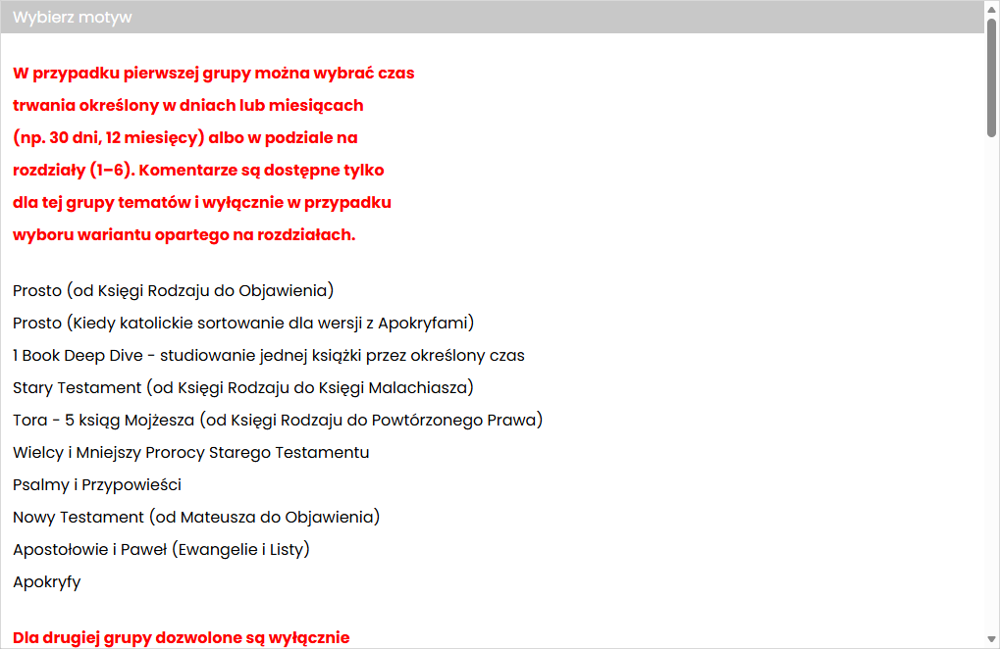 Wybierz motyw
W przypadku pierwszej grupy można wybrać czas
trwania określony w dniach lub miesiącach
(np. 30 dni, 12 miesięcy) albo w podziale na
rozdziały (1–6). Komentarze są dostępne tylko
dla tej grupy tematów i wyłącznie w przypadku
wyboru wariantu opartego na rozdziałach.
Prosto (od Księgi Rodzaju do Objawienia)
Prosto (Kiedy katolickie sortowanie dla wersji z Apokryfami)
1 Book Deep Dive - studiowanie jednej książki przez określony czas
Stary Testament (od Księgi Rodzaju do Księgi Malachiasza)
Tora - 5 ksiąg Mojżesza (od Księgi Rodzaju do Powtórzonego Prawa)
Wielcy i Mniejszy Prorocy Starego Testamentu
Psalmy i Przypowieści
Nowy Testament (od Mateusza do Objawienia)
Apostołowie i Paweł (Ewangelie i Listy)
Apokryfy
Dla drugiej grupy dozwolone są wyłącznie